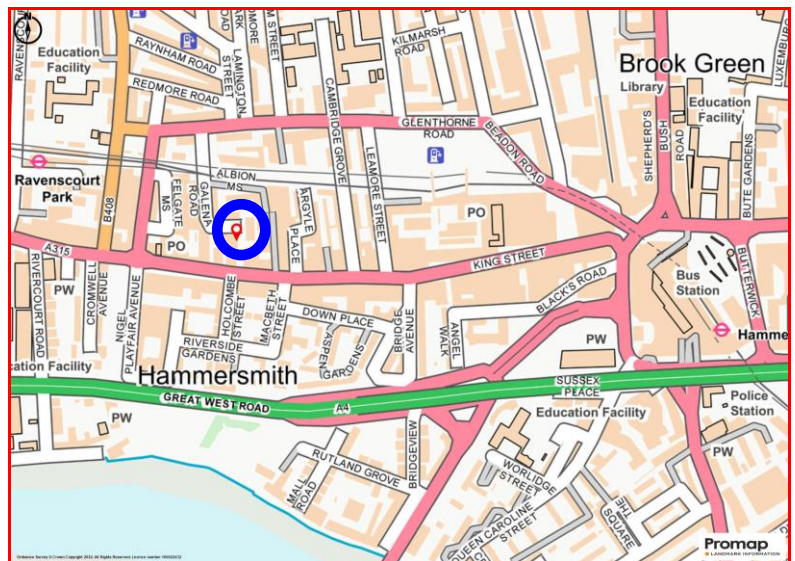 N
RAVENSCOU
Education
Facility
RAYNHAM ROAD
REDMORE ROAD
LAMINGTON
STREET
KILMARSH
ROAD
Brook Green
Library
LUXEMBURG
Education
Facility
CAMBRIDGE GROVE
GLENTHORNE
ROAD
BEADON ROAD
SHEPHERD'S
BUSH
ROAD
BUTE GARDENS
Ravenscourt
Park
B408
FELGATE
MS
GALENA
ROAD
ALBION
MS
ARGYLE
PLACE
LEAMORE STREET
PO
PO
A315
KING STREET
RIVERCOURT ROAD
PW
CROMWELL
AVENUE
NIGEL
PLAYFAIR AVENUE
HOLCOMBE
STREET
MACBETH
STREET
RIVERSIDE
GARDENS
DOWN PLACE
ASPEN
GARDENS
BRIDGE
AVENUE
ANGEL
WALK
BLACK'S ROAD
Bus
Station
BUTTERWICK
Hamme
PW
cation Facility
Hammersmith
GREAT WEST ROAD
A4
SUSSEX
PLACE
PW
Education Facility
Police
Station
PW
RUTLAND GROVE
MALL
ROAD
BRIDGEVIEW
WORLIDGE
STREET
QUEEN CAROLINE
STREET
THE
SQUARE
Promap
LANDMARK INFORMATION